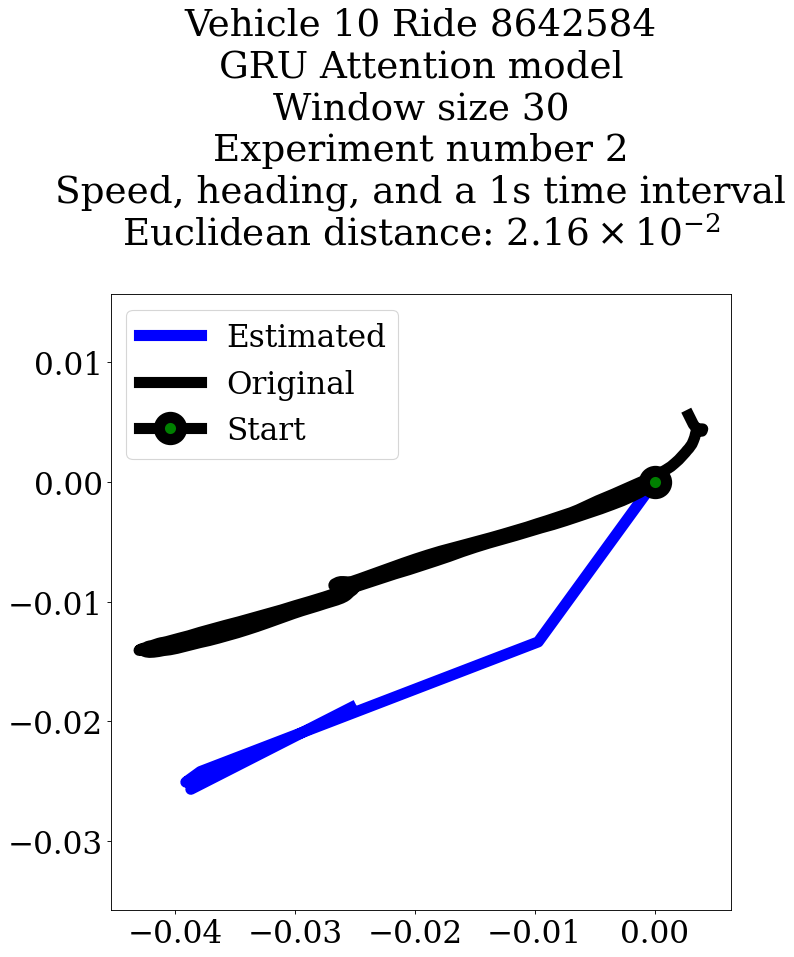 Vehicle 10 Ride 8642584
GRU Attention model
Window size 30
Experiment number 2
Speed, heading, and a 1s time interval
Euclidean distance: 2.16 × 10⁻²
Estimated
Original
Start
0.01
0.00
−0.01
−0.02
−0.03
−0.04 −0.03 −0.02 −0.01 0.00